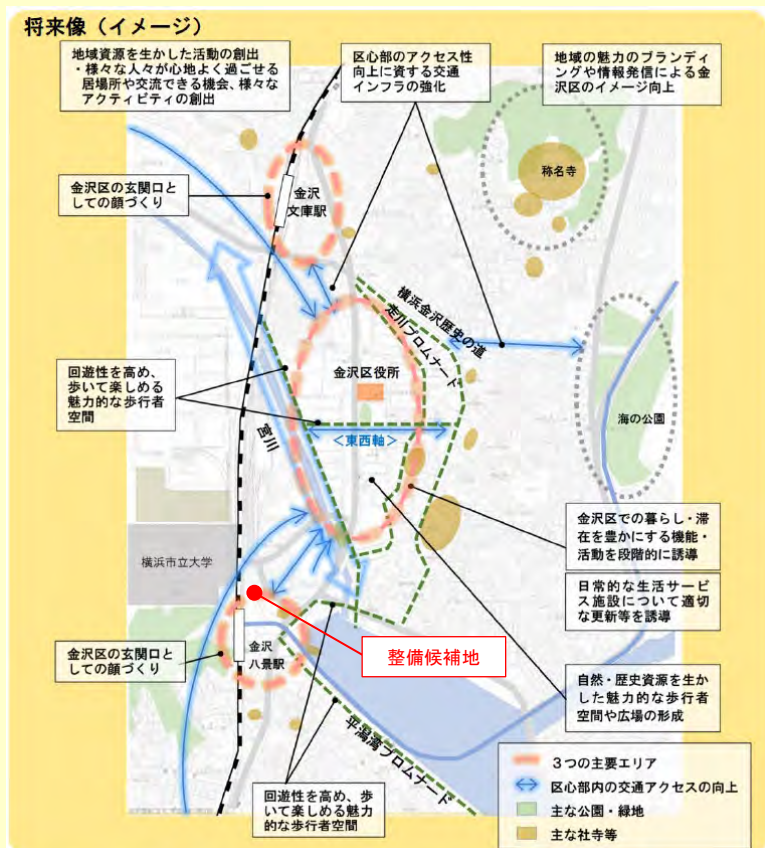 将来像（イメージ）
地域資源を生かした活動の創出
・様々な人々が心地よく過ごせる
居場所や交流できる機会、様々な
アクティビティの創出
区心部のアクセス性
向上に資する交通
インフラの強化
地域の魅力のブランディ
ングや情報発信による金
沢区のイメージ向上
称名寺
金沢区の玄関口と
しての顔づくり
金沢
文庫駅
横浜金沢歴史の道
走川プロムナード
金沢区役所
回遊性を高め、
歩いて楽しめる
魅力的な歩行者
空間
宮川
＜東西軸＞
海の公園
金沢区での暮らし・滞
在を豊かにする機能・
活動を段階的に誘導
横浜市立大学
日常的な生活サービ
ス施設について適切
な更新等を誘導
金沢区の玄関口と
しての顔づくり
金沢
八景駅
整備候補地
自然・歴史資源を生か
した魅力的な歩行者
空間や広場の形成
平潟湾プロムナード
回遊性を高め、歩
いて楽しめる魅力
的な歩行者空間
３つの主要エリア
区心部内の交通アクセスの向上
主な公園・緑地
主な社寺等